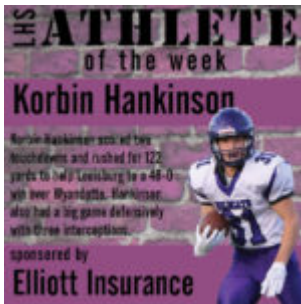 LHS ATHLETE
of the week
Korbin Hankinson
Korbin Hankinson scored two
touchdowns and rushed for 122
yards to help Louisburg to a 48-0
win over Wyandotte. Hankinson
also had a big game defensively
with three interceptions.
sponsored by
Elliott Insurance